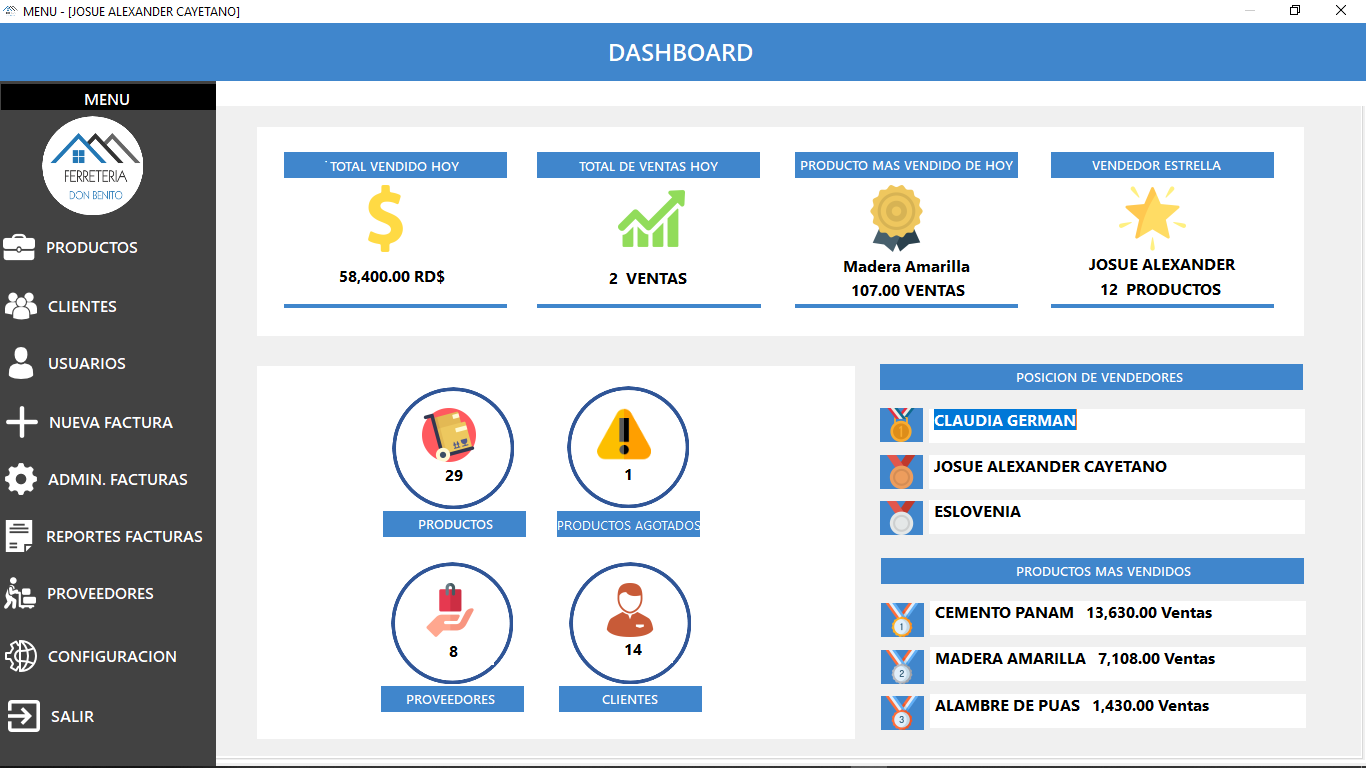 MENU - [JOSUE ALEXANDER CAYETANO]
DASHBOARD
MENU
FERRETERIA
DON BENITO
PRODUCTOS
CLIENTES
USUARIOS
NUEVA FACTURA
ADMIN. FACTURAS
REPORTES FACTURAS
PROVEEDORES
CONFIGURACION
SALIR
TOTAL VENDIDO HOY
58,400.00 RD$
TOTAL DE VENTAS HOY
2 VENTAS
PRODUCTO MAS VENDIDO DE HOY
Madera Amarilla
107.00 VENTAS
VENDEDOR ESTRELLA
JOSUE ALEXANDER
12 PRODUCTOS
29
PRODUCTOS
1
PRODUCTOS AGOTADOS
8
PROVEEDORES
14
CLIENTES
POSICION DE VENDEDORES
1 CLAUDIA GERMAN
JOSUE ALEXANDER CAYETANO
ESLOVENIA
PRODUCTOS MAS VENDIDOS
1 CEMENTO PANAM 13,630.00 Ventas
2 MADERA AMARILLA 7,108.00 Ventas
3 ALAMBRE DE PUAS 1,430.00 Ventas